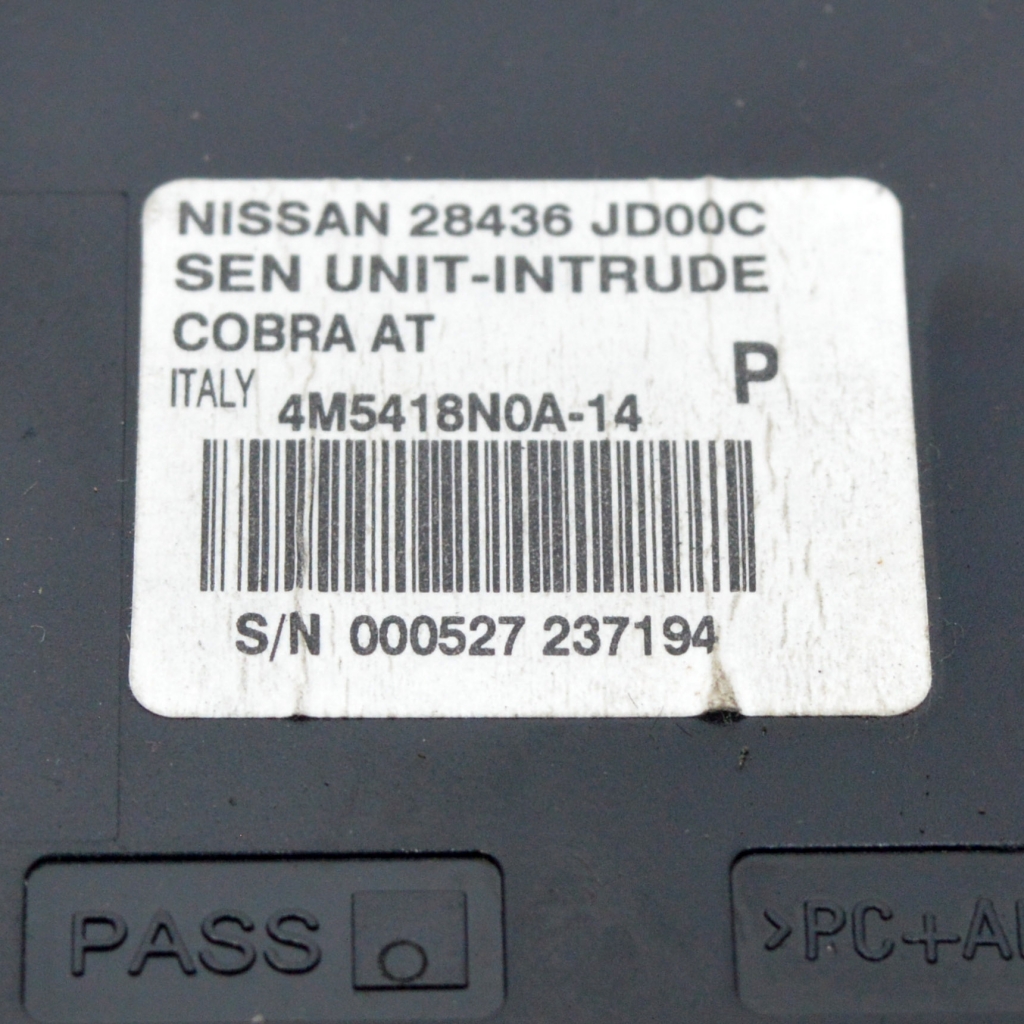 NISSAN 28436 JD00C
SEN UNIT-INTRUDE
COBRA AT
P
ITALY
4M5418N0A-14
S/N 000527 237194
PASS
>PC+A